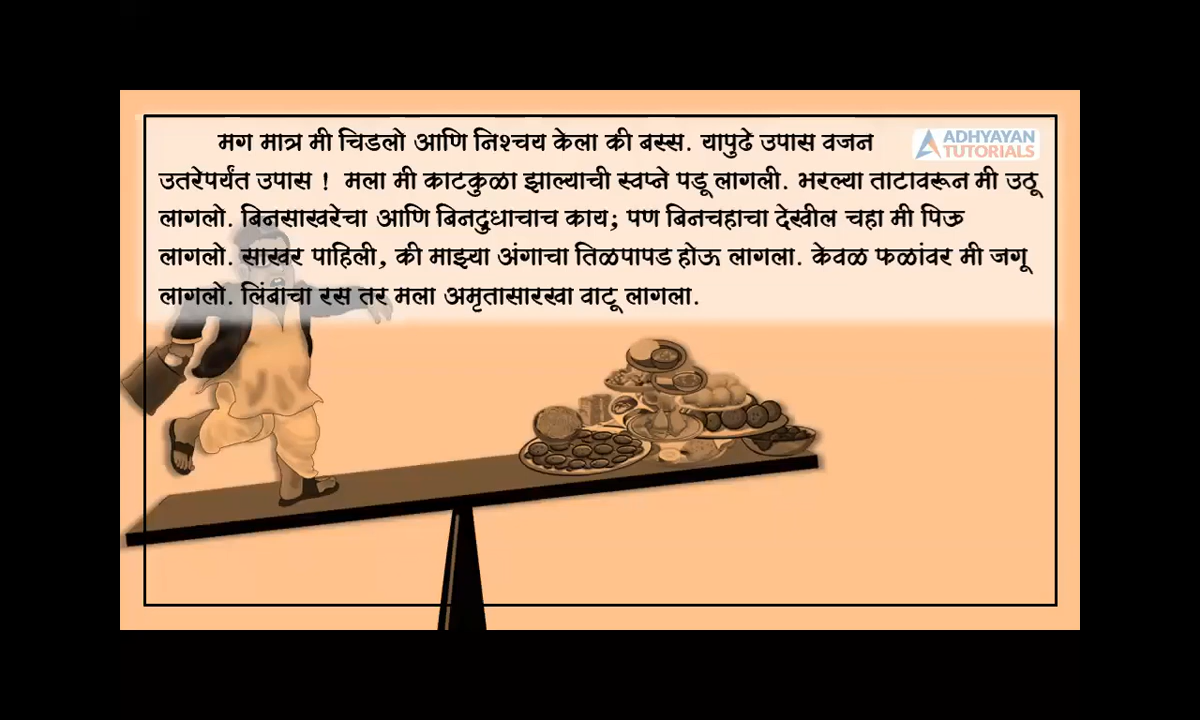 मग मात्र मी चिडलो आणि निश्चय केला की बस्स. यापुढे उपास वजन
उतरेपर्यंत उपास ! मला मी काटकुळा झाल्याची स्वप्ने पडू लागली. भरल्या ताटावरून मी उठू
लागलो. बिनसाखरेचा आणि बिनदुधाचाच काय; पण बिनचहाचा देखील चहा मी पिऊ
लागलो. साखर पाहिली, की माझ्या अंगाचा तिळपापड होऊ लागला. केवळ फळांवर मी जगू
लागलो. लिंबाचा रस तर मला अमृतासारखा वाटू लागला.
ADHYAYAN
TUTORIALS